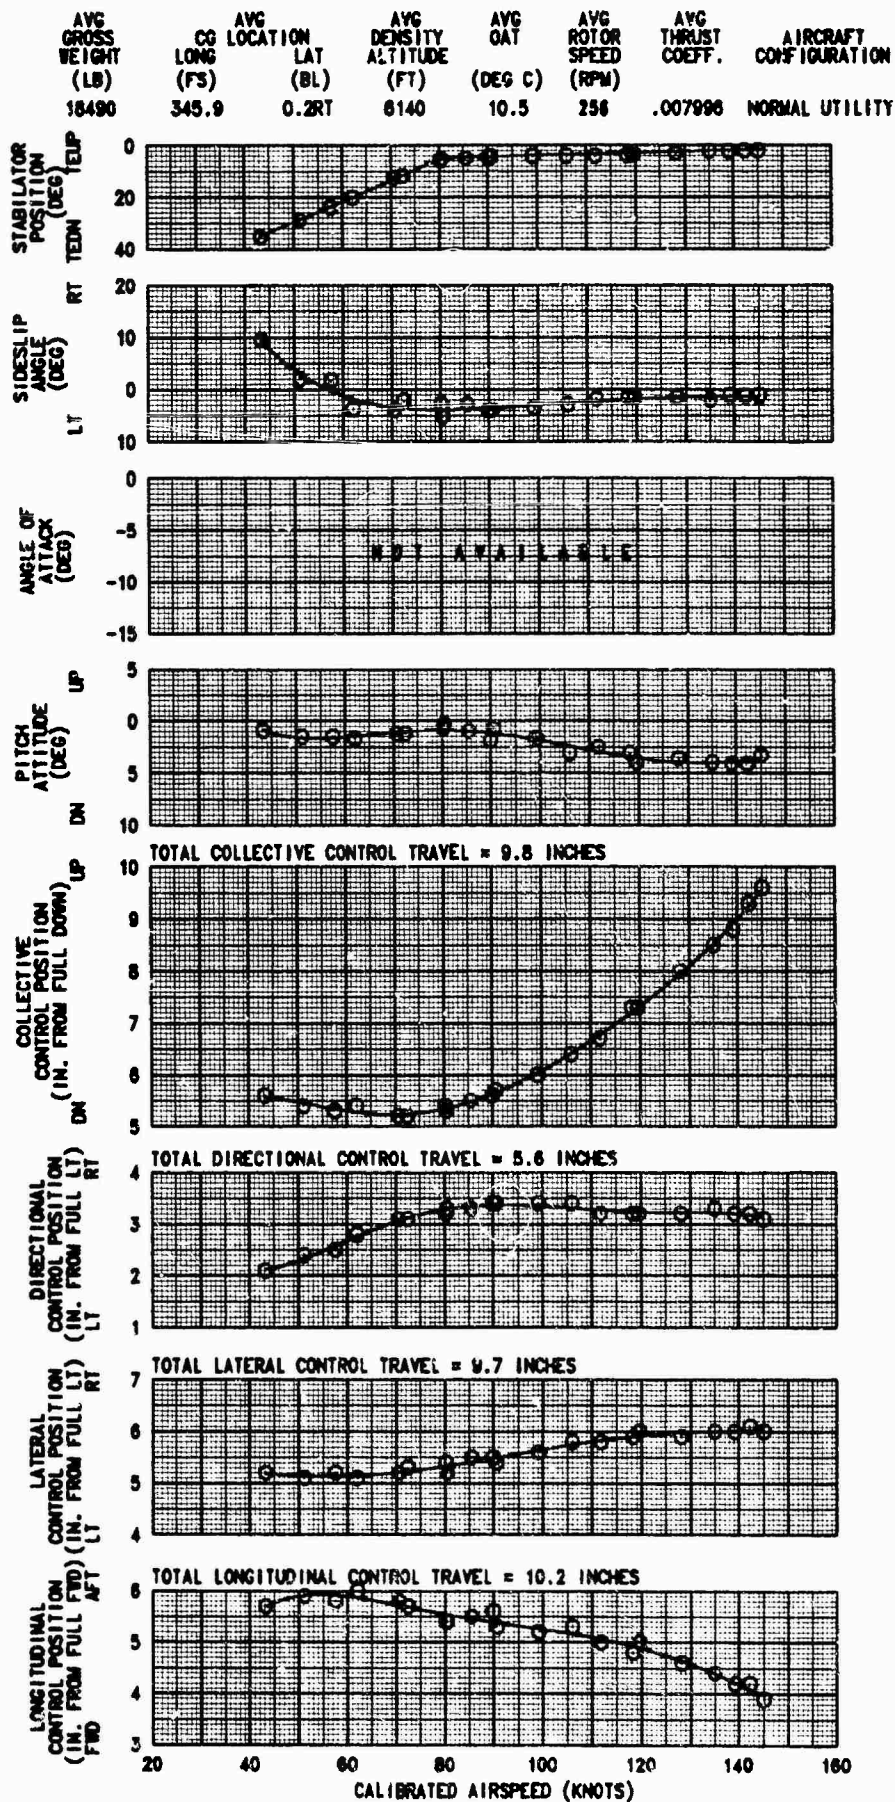 AVG AVG AVG AVG AVG AVG
GROSS CG LOCATION DENSITY OAT ROTOR THRUST AIRCRAFT
WEIGHT LONG LAT ALTITUDE SPEED COEFF. CONFIGURATION
(LB) (FS) (BL) (FT) (DEG C) (RPM)
18490 345.9 0.2RT 6140 10.5 256 .007996 NORMAL UTILITY
STABILATOR
POSITION
(DEG)
TEDN TEUP
0
20
40
SIDESLIP
ANGLE
(DEG)
LT RT
20
10
0
10
ANGLE OF
ATTACK
(DEG)
0
-5
-10
-15
NOT AVAILABLE
PITCH
ATTITUDE
(DEG)
DN UP
5
0
5
10
TOTAL COLLECTIVE CONTROL TRAVEL = 9.8 INCHES
COLLECTIVE
CONTROL POSITION
(IN. FROM FULL DOWN)
DN UP
10
9
8
7
6
5
TOTAL DIRECTIONAL CONTROL TRAVEL = 5.6 INCHES
DIRECTIONAL
CONTROL POSITION
(IN. FROM FULL LT)
LT RT
4
3
2
1
TOTAL LATERAL CONTROL TRAVEL = 9.7 INCHES
LATERAL
CONTROL POSITION
(IN. FROM FULL LT)
LT RT
7
6
5
4
TOTAL LONGITUDINAL CONTROL TRAVEL = 10.2 INCHES
LONGITUDINAL
CONTROL POSITION
(IN. FROM FULL FWD)
FWD AFT
6
5
4
3
20 40 60 80 100 120 140 160
CALIBRATED AIRSPEED (KNOTS)